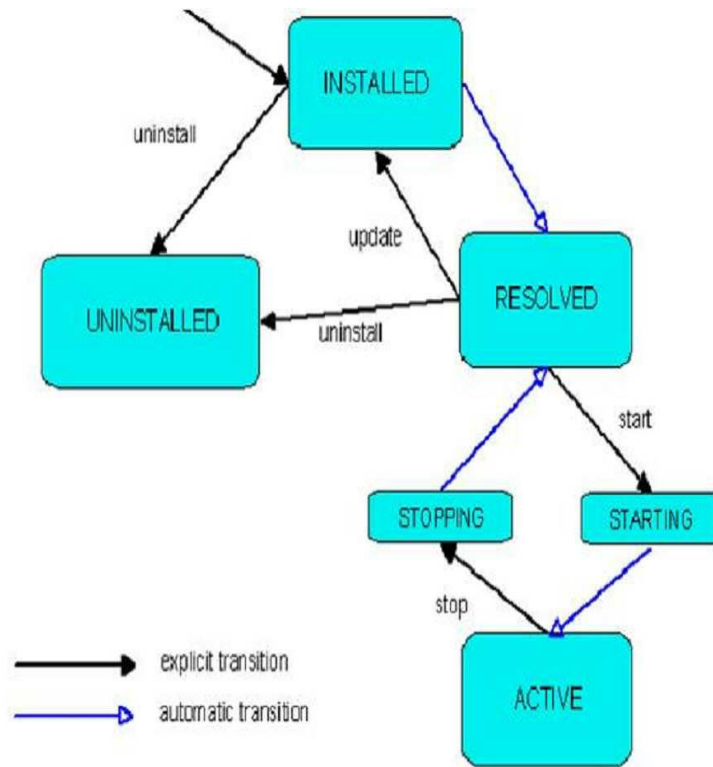 INSTALLED
uninstall
update
UNINSTALLED
RESOLVED
uninstall
start
STOPPING
STARTING
stop
explicit transition
automatic transition
ACTIVE